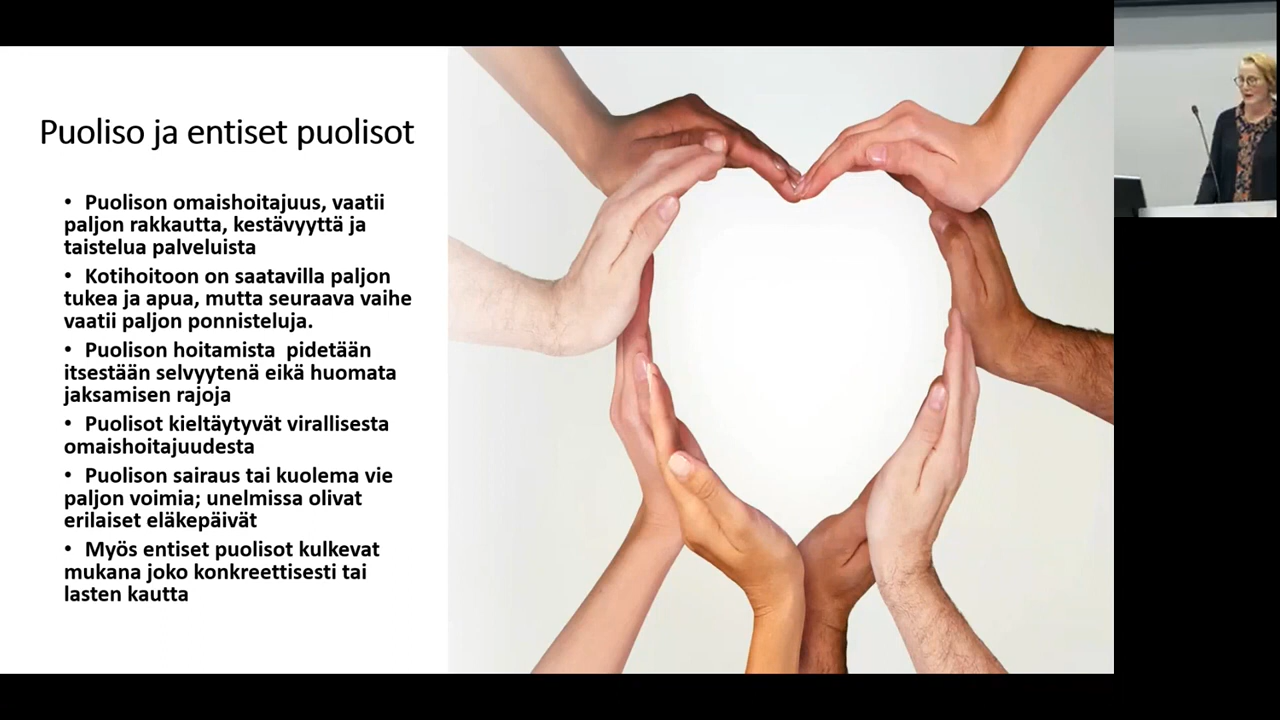 Puoliso ja entiset puolisot
• Puolison omaishoitajuus, vaatii
paljon rakkautta, kestävyyttä ja
taistelua palveluista
• Kotihoitoon on saatavilla paljon
tukea ja apua, mutta seuraava vaihe
vaatii paljon ponnisteluja.
• Puolison hoitamista  pidetään
itsestään selvyytenä eikä huomata
jaksamisen rajoja
• Puolisot kieltäytyvät virallisesta
omaishoitajuudesta
• Puolison sairaus tai kuolema vie
paljon voimia; unelmissa olivat
erilaiset eläkepäivät
• Myös entiset puolisot kulkevat
mukana joko konkreettisesti tai
lasten kautta